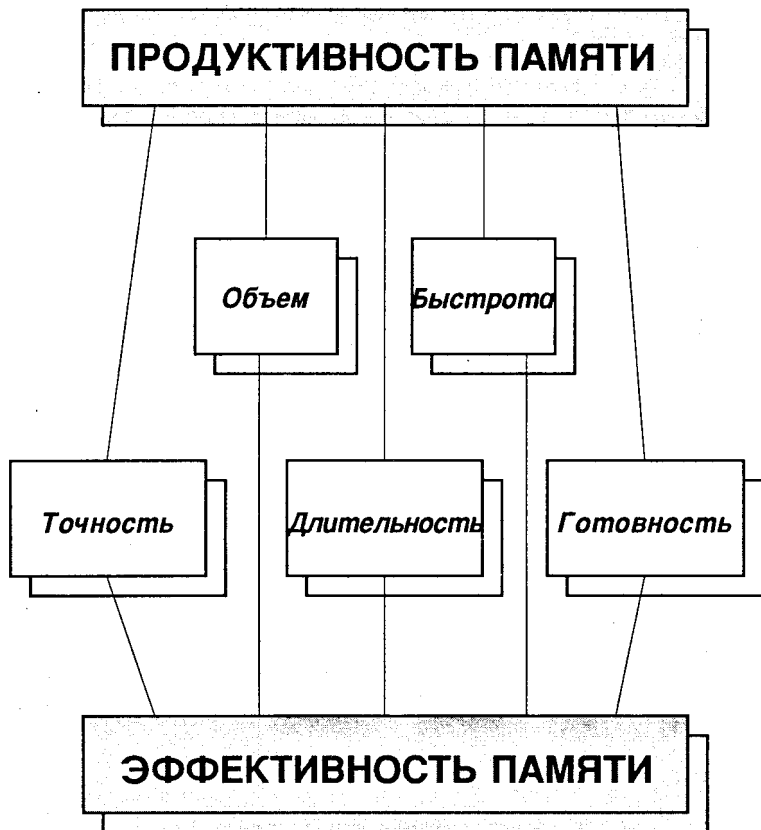 ПРОДУКТИВНОСТЬ ПАМЯТИ
Объем
Быстрота
Точность
Длительность
Готовность
ЭФФЕКТИВНОСТЬ ПАМЯТИ